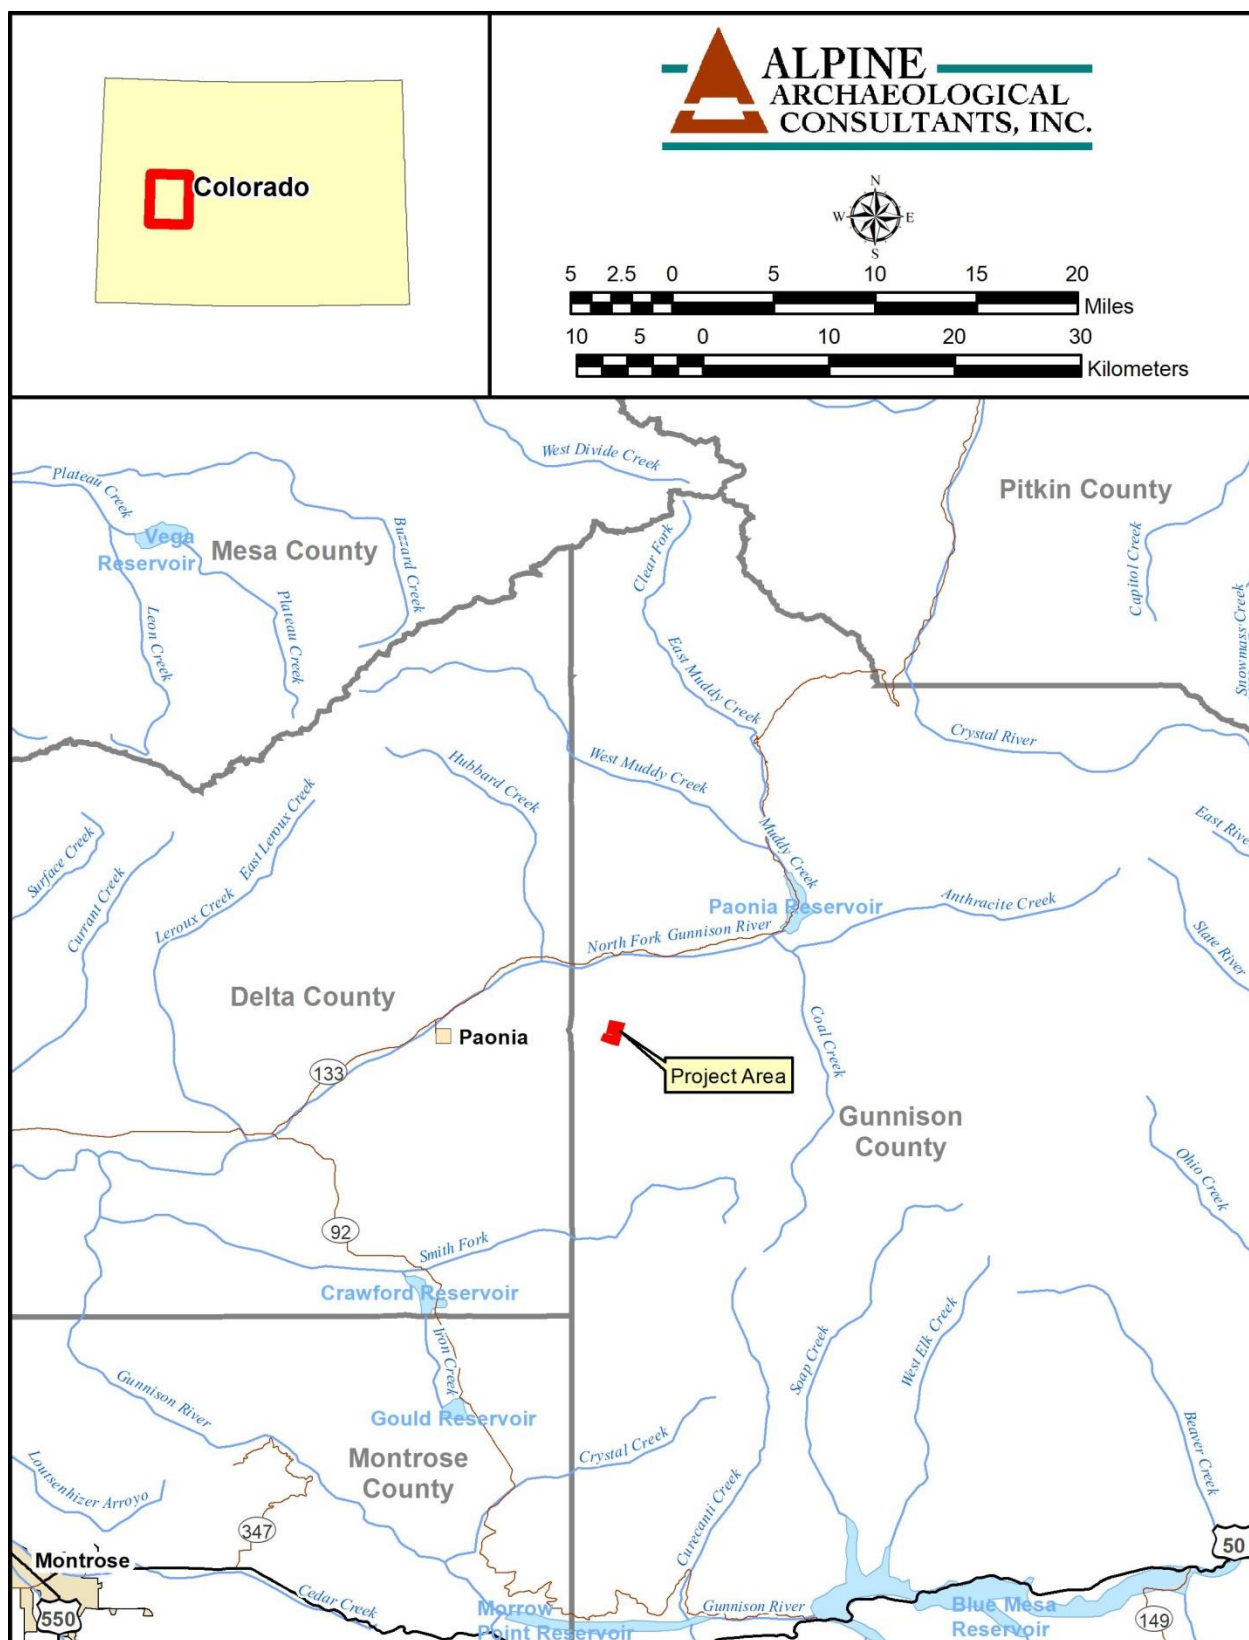 Colorado
ALPINE
ARCHAEOLOGICAL
CONSULTANTS, INC.
N
W E
S
5 2.5 0 5 10 15 20
Miles
10 5 0 10 20 30
Kilometers
West Divide Creek
Pitkin County
Plateau Creek
Vega
Reservoir
Mesa County
Buzzard Creek
Clear Fork
Capitol Creek
Leon Creek
Plateau Creek
Snowmass Creek
East Muddy Creek
Crystal River
West Muddy Creek
Hubbard Creek
East Leroux Creek
Surface Creek
Currant Creek
Leroux Creek
Muddy Creek
East River
Paonia Reservoir
Anthracite Creek
North Fork Gunnison River
Slate River
Delta County
Paonia
Coal Creek
133
Project Area
Gunnison
County
Ohio Creek
92
Smith Fork
Crawford Reservoir
Iron Creek
Soap Creek
West Elk Creek
Gunnison River
Gould Reservoir
Beaver Creek
Montrose
County
Crystal Creek
Loutsenhizer Arroyo
Curecanti Creek
347
50
Montrose
Cedar Creek
550
Morrow
Point Reservoir
Gunnison River
Blue Mesa
Reservoir
149